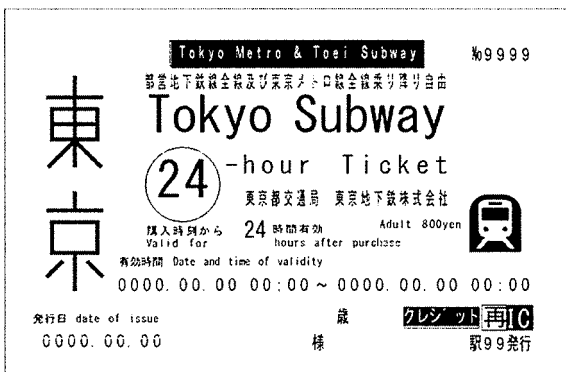 東京
Tokyo Metro & Toei Subway
№9999
都営地下鉄線全線及び東京メトロ線全線乗り降り自由
Tokyo Subway
24-hour Ticket
東京都交通局 東京地下鉄株式会社
購入時刻から 24 時間有効
Valid for hours after purchase
Adult 800yen
有効時間 Date and time of validity
0000.00.00 00:00～0000.00.00 00:00
発行日 date of issue
0000.00.00
歳
様
クレジット 再 IC
駅99発行